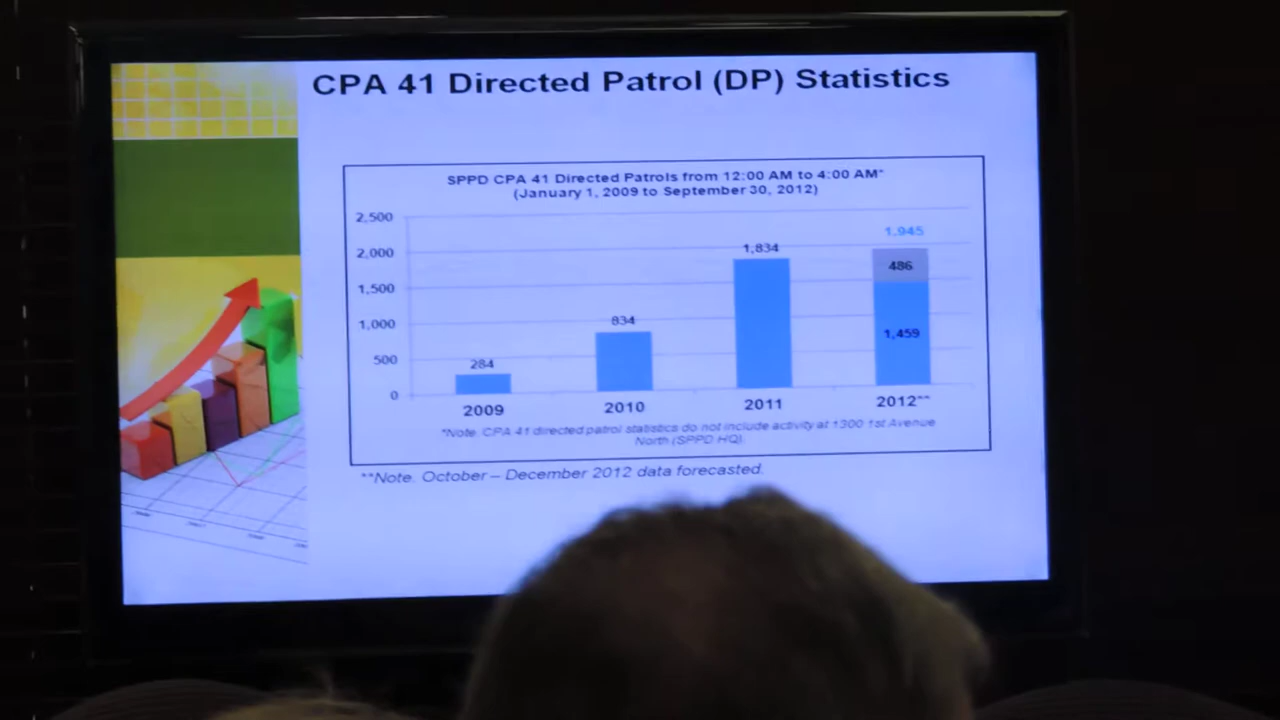 CPA 41 Directed Patrol (DP) Statistics
SPPD CPA 41 Directed Patrols from 12:00 AM to 4:00 AM*
(January 1, 2009 to September 30, 2012)
2,500
2,000
1,500
1,000
500
0
284
834
1,834
1,945
486
1,459
2009
2010
2011
2012**
*Note. CPA 41 directed patrol statistics do not include activity at 1300 1st Avenue
North (SPPD HQ).
**Note. October – December 2012 data forecasted.